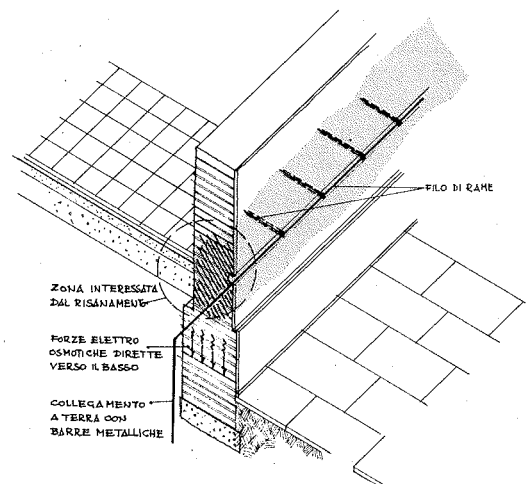 FILO DI RAME
ZONA INTERESSATA
DAL RISANAMENTO
FORZE ELETTRO
OSMOTICHE DIRETTE
VERSO IL BASSO
COLLEGAMENTO
A TERRA CON
BARRE METALLICHE